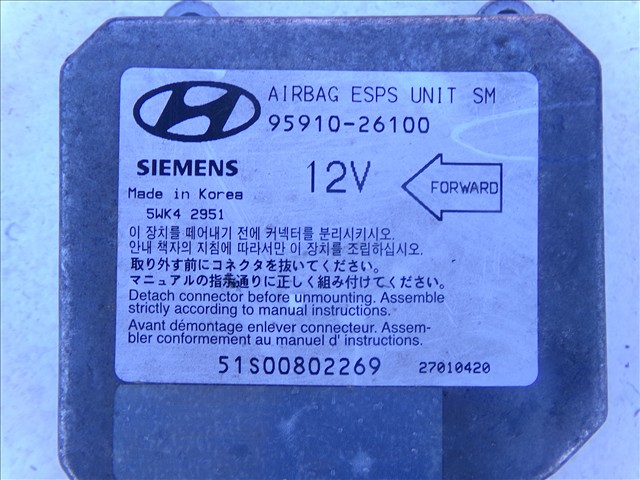 AIRBAG ESPS UNIT SM
95910-26100
SIEMENS
12V
FORWARD
Made in Korea
5WK4 2951
이 장치를 떼어내기 전에 커넥터를 분리시키시오.
안내 책자의 지침에 따라서만 이 장치를 조립하십시오.
取り外す前にコネクタを抜いてください。
マニュアルの指示通りに正しく組み付けてください。
Detach connector before unmounting. Assemble
strictly according to manual instructions.
Avant démontage enlever connecteur. Assem-
bler conformement au manuel d' instructions.
51S00802269
27010420